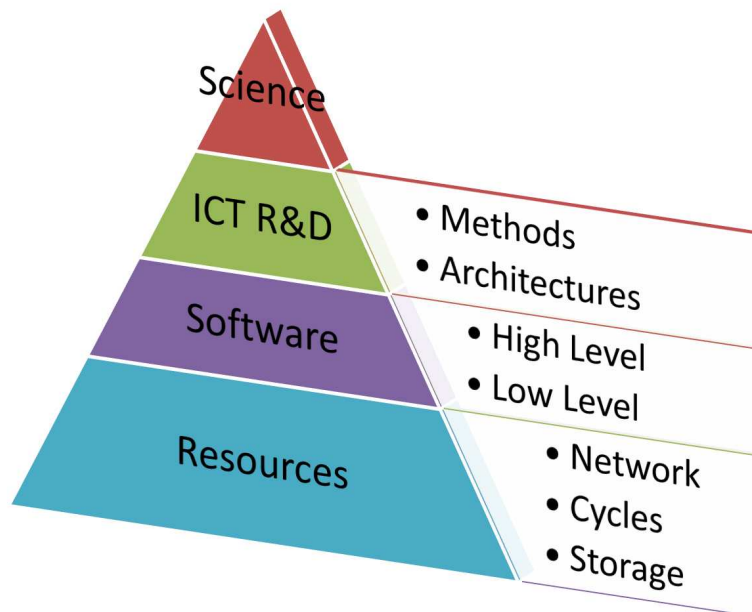 Science
ICT R&D
• Methods
• Architectures
Software
• High Level
• Low Level
Resources
• Network
• Cycles
• Storage